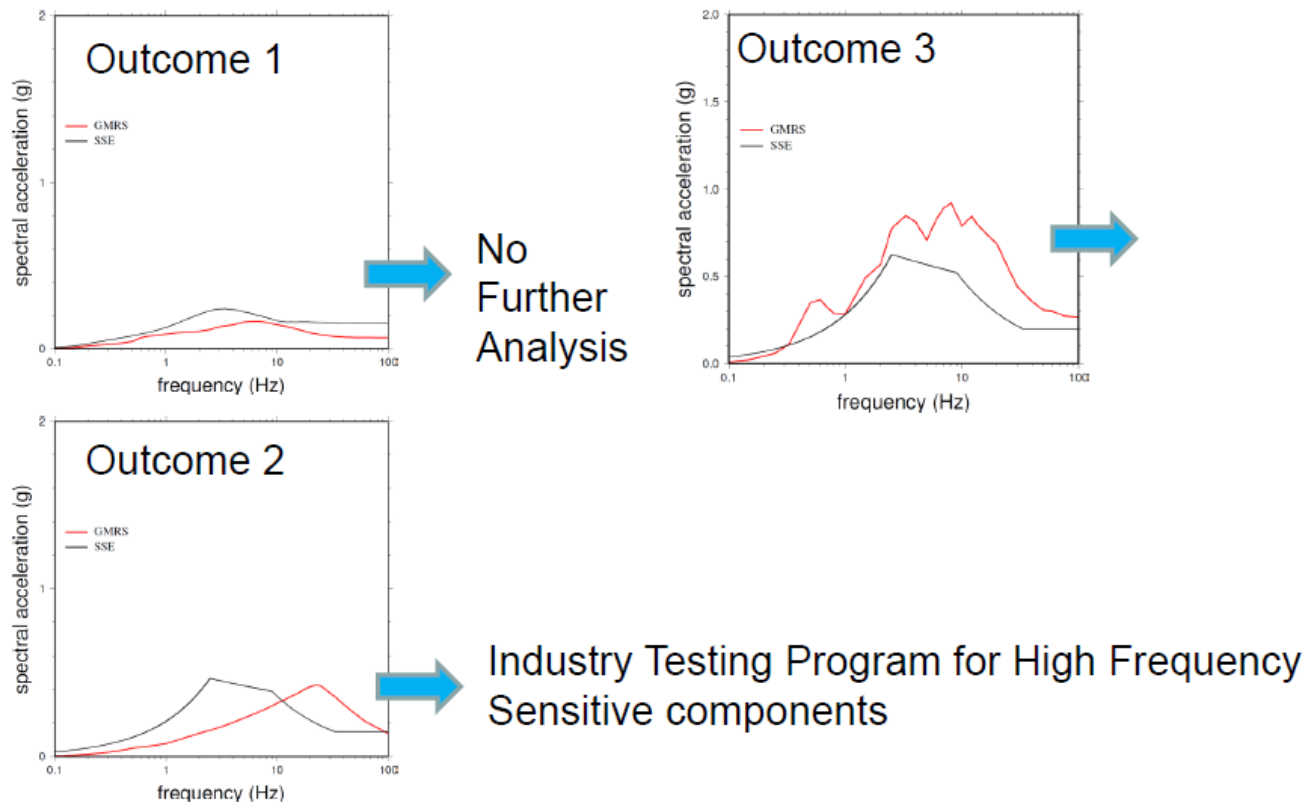 Outcome 1
2
1
0
spectral acceleration (g)
GMRS
SSE
0.1
1
10
100
frequency (Hz)
No
Further
Analysis
Outcome 3
2.0
1.5
1.0
0.5
0.0
spectral acceleration (g)
GMRS
SSE
0.1
1
10
100
frequency (Hz)
Outcome 2
2
1
0
spectral acceleration (g)
GMRS
SSE
0.1
1
10
100
frequency (Hz)
Industry Testing Program for High Frequency
Sensitive components